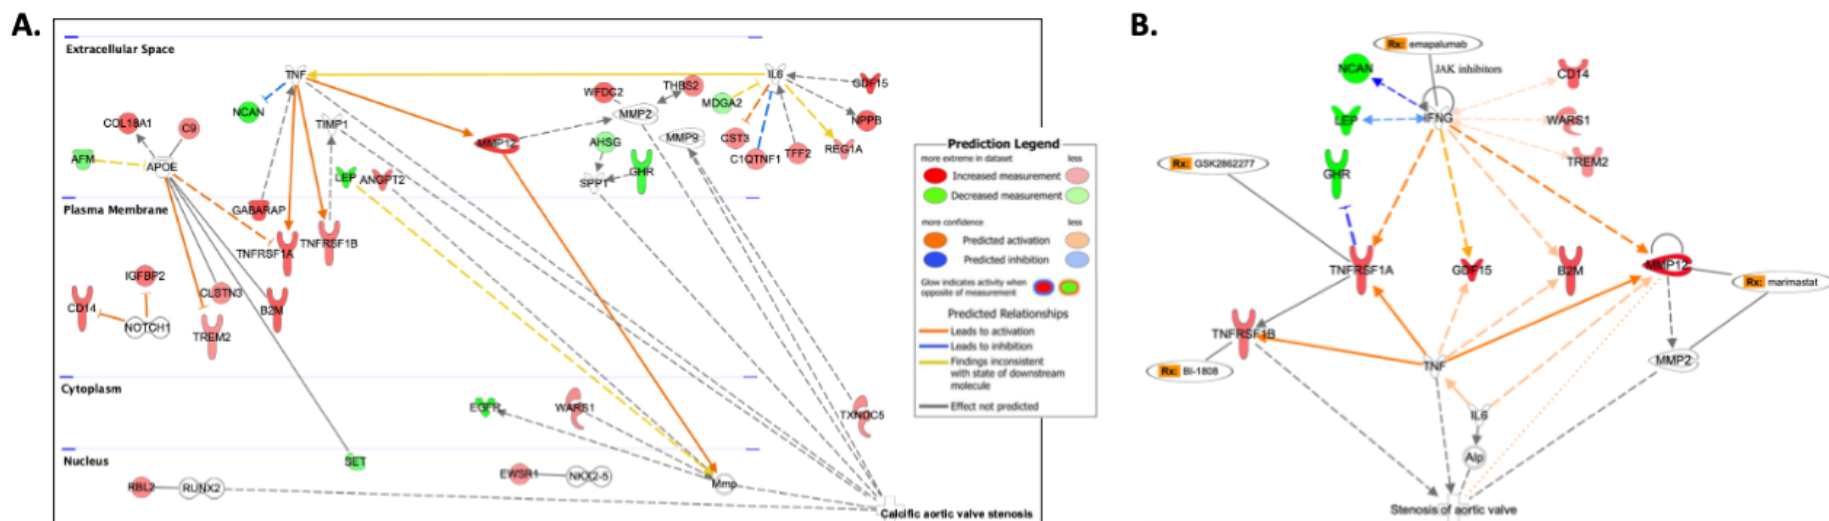 A.
Extracellular Space
TNF
IL6
GDF15
NCAN
WFDC2
THBS2
MDGA2
MMP2
COL18A1
C9
TIMP1
NPPB
MMP12
AHSG
MMP9
CST3
C1QTNF1
TFF2
REG1A
AFM
APOE
LEP
ANGPT2
SPP1
GHR
Plasma Membrane
GABARAP
TNFRSF1A
TNFRSF1B
IGFBP2
CD14
NOTCH1
CLSTN3
B2M
TREM2
Cytoplasm
EGFR
WARS1
TXNDC5
Nucleus
SET
RBL2
RUNX2
EWSR1
NKX2-5
Mmp
Calcific aortic valve stenosis
Prediction Legend
more extreme in dataset
less
Increased measurement
Decreased measurement
more confidence
less
Predicted activation
Predicted inhibition
Glow indicates activity when
opposite of measurement
Predicted Relationships
Leads to activation
Leads to inhibition
Findings inconsistent
with state of downstream
molecule
Effect not predicted
B.
Rx: emapalumab
JAK inhibitors
NCAN
CD14
LEP
IFNG
WARS1
Rx: GSK2862277
GHR
TREM2
TNFRSF1A
GDF15
B2M
MMP12
Rx: marimastat
TNFRSF1B
Rx: BI-1808
TNF
MMP2
IL6
Alp
Stenosis of aortic valve